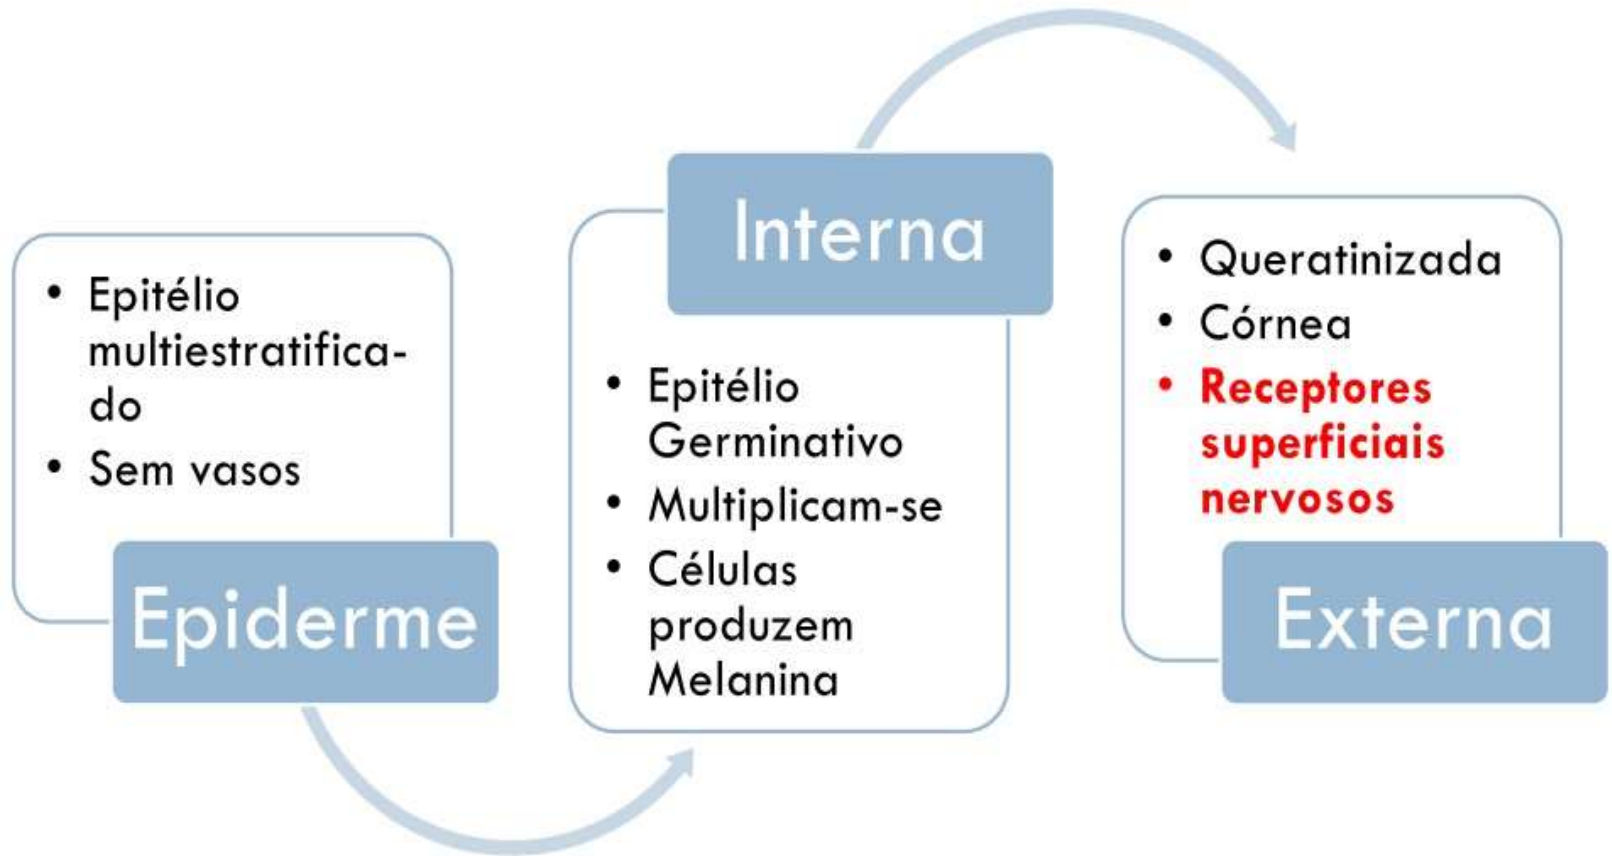 • Epitélio
multiestratifica-
do
• Sem vasos
Epiderme
Interna
• Epitélio
Germinativo
• Multiplicam-se
• Células
produzem
Melanina
• Queratinizada
• Córnea
• Receptores
superficiais
nervosos
Externa